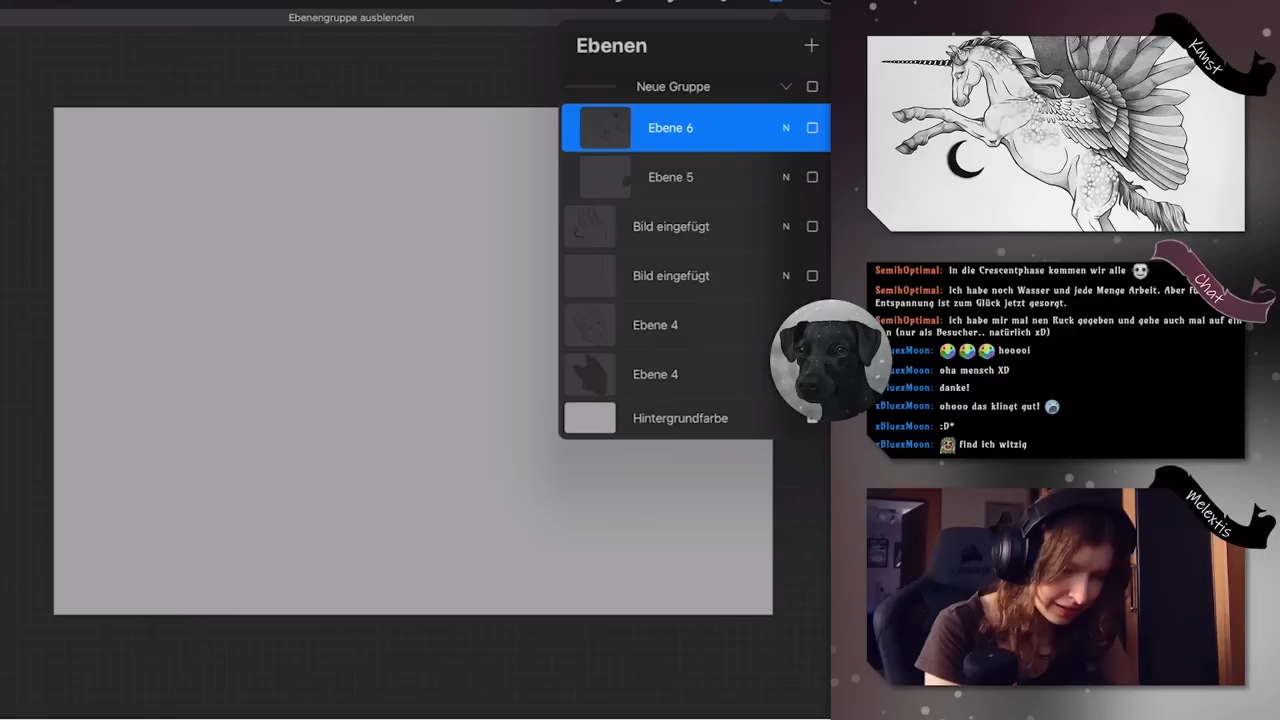 Ebenengruppe ausblenden
Ebenen
Neue Gruppe
Ebene 6 N
Ebene 5 N
Bild eingefügt N
Bild eingefügt N
Ebene 4
Ebene 4
Hintergrundfarbe
Kunst
Chat
SemihOptimal: in die Crescentphase kommen wir alle
SemihOptimal: ich habe noch Wasser und jede Menge Arbeit. Aber
Entspannung ist zum Glück jetzt gesorgt.
SemihOptimal: ich habe mir mal nen Ruck gegeben und gehe auch mal auf
(nur als Besucher.. natürlich xD)
hooooi
oha mensch XD
danke!
xBluexMoon: ohooo das klingt gut!
xBluexMoon: :D*
find ich witzig
Melextis